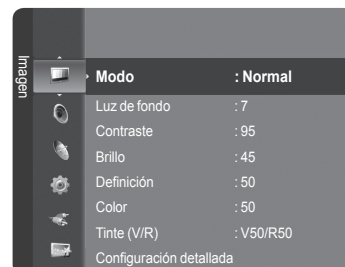 Imagen
Modo : Normal
Luz de fondo : 7
Contraste : 95
Brillo : 45
Definición : 50
Color : 50
Tinte (V/R) : V50/R50
Configuración detallada